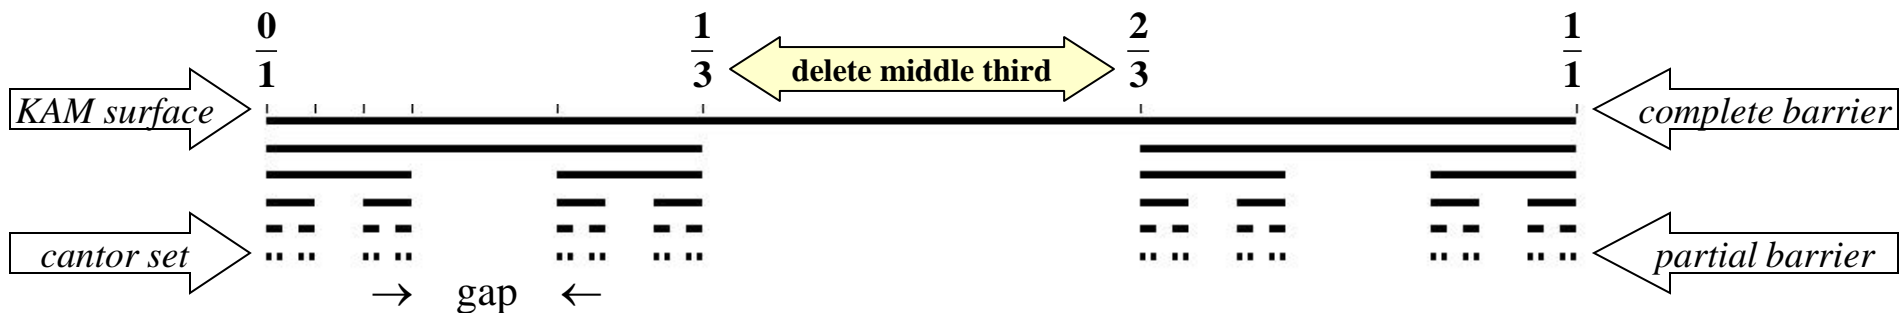 0/1 1/3 2/3 1/1
delete middle third
KAM surface complete barrier
cantor set partial barrier
→ gap ←